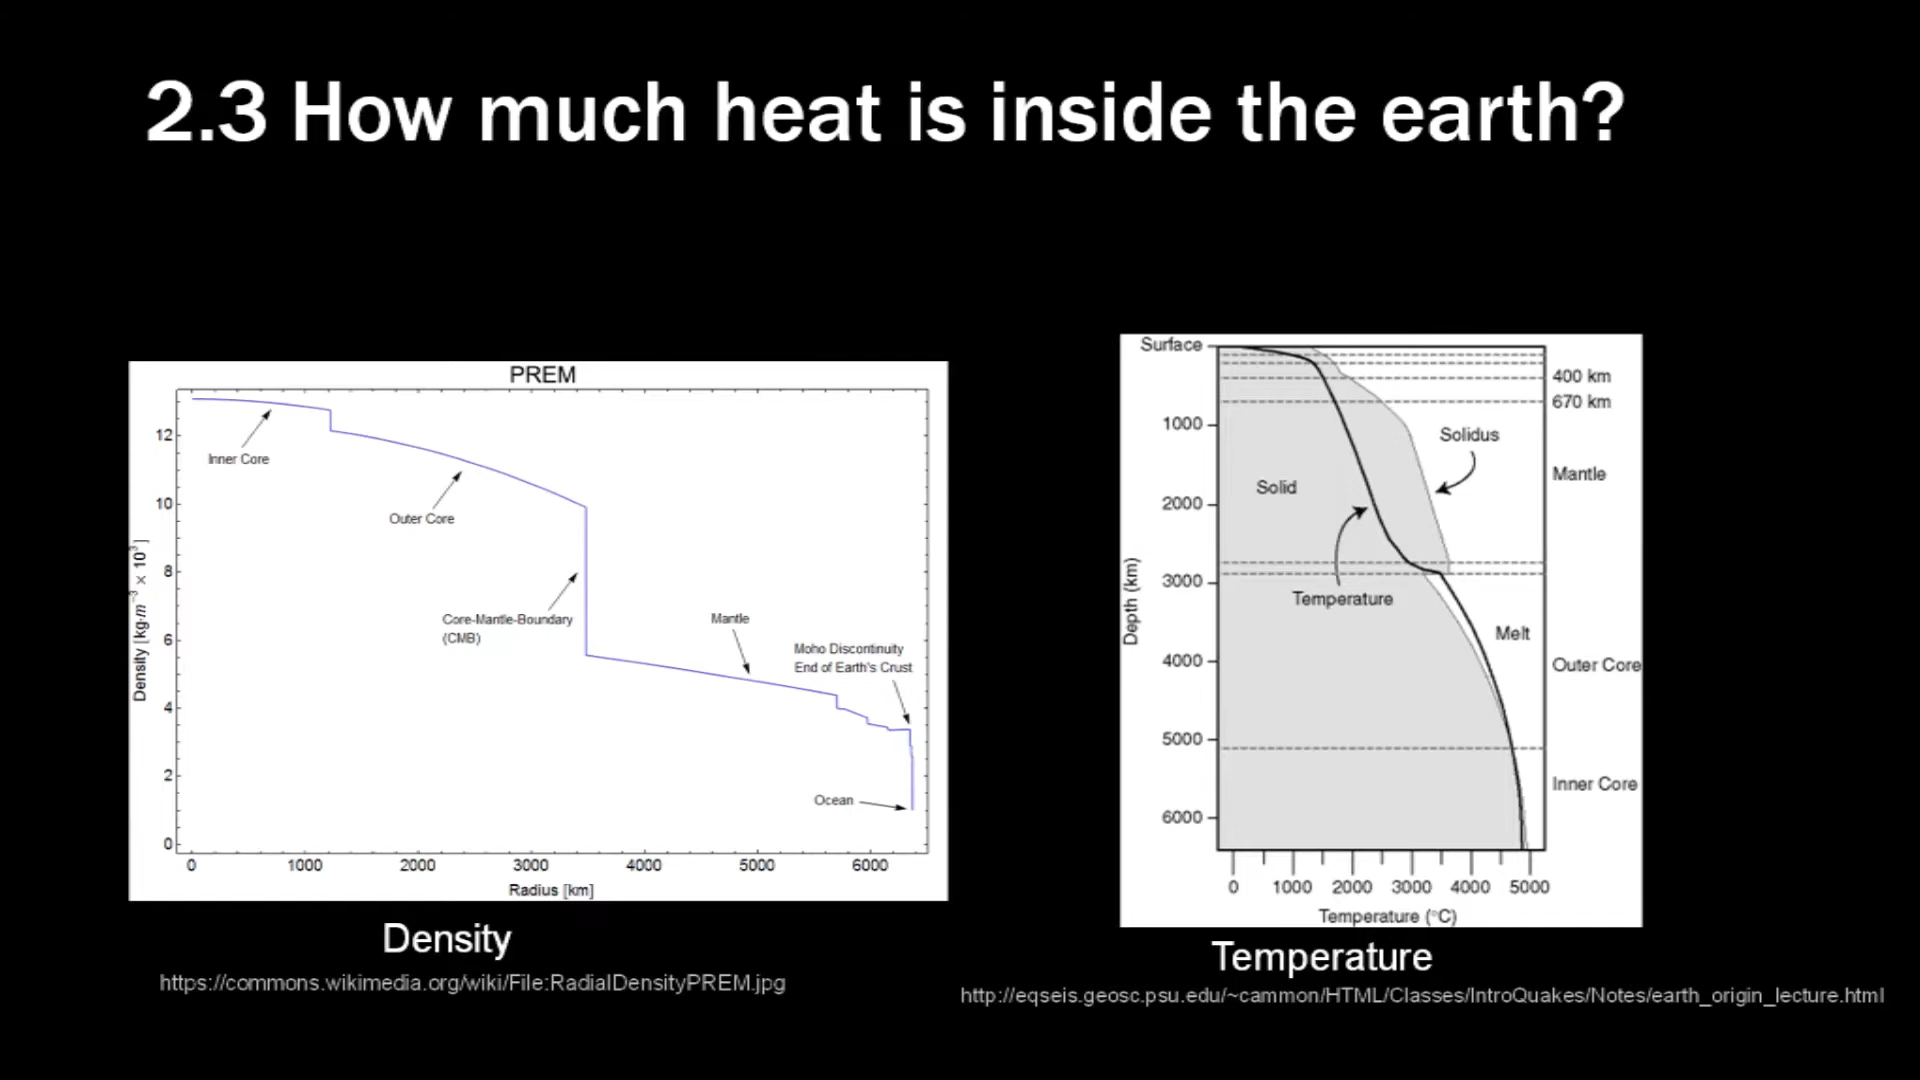 2.3 How much heat is inside the earth?
PREM
12
10
8
6
4
2
0
Density [kg·m⁻³ × 10³]
Inner Core
Outer Core
Core-Mantle-Boundary
(CMB)
Mantle
Moho Discontinuity
End of Earth's Crust
Ocean
0 1000 2000 3000 4000 5000 6000
Radius [km]
Density
https://commons.wikimedia.org/wiki/File:RadialDensityPREM.jpg
Surface
1000
2000
3000
4000
5000
6000
Depth (km)
400 km
670 km
Solidus
Mantle
Solid
Temperature
Melt
Outer Core
Inner Core
0 1000 2000 3000 4000 5000
Temperature (°C)
Temperature
http://eqseis.geosc.psu.edu/~cammon/HTML/Classes/IntroQuakes/Notes/earth_origin_lecture.html